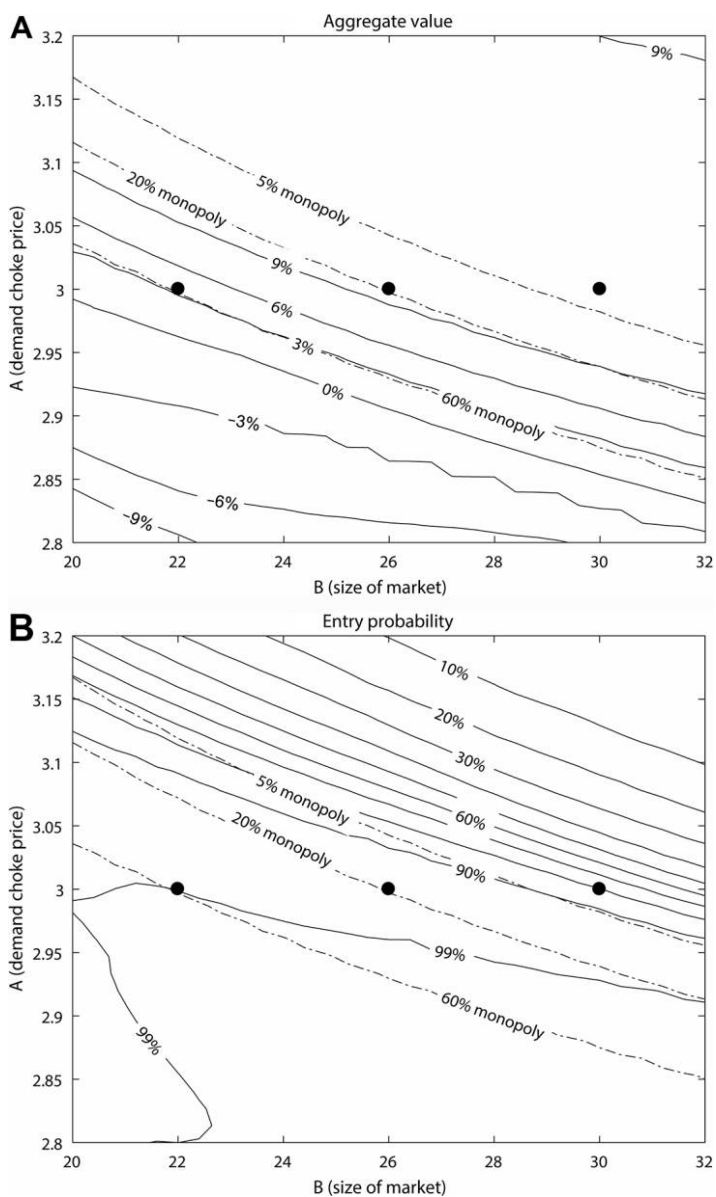 A
Aggregate value
A (demand choke price)
3.2
3.15
3.1
3.05
3
2.95
2.9
2.85
2.8
9%
5% monopoly
20% monopoly
9%
6%
3%
0%
60% monopoly
−3%
−6%
−9%
20 22 24 26 28 30 32
B (size of market)
B
Entry probability
A (demand choke price)
3.2
3.15
3.1
3.05
3
2.95
2.9
2.85
2.8
10%
20%
30%
5% monopoly
60%
20% monopoly
90%
99%
60% monopoly
99%
20 22 24 26 28 30 32
B (size of market)